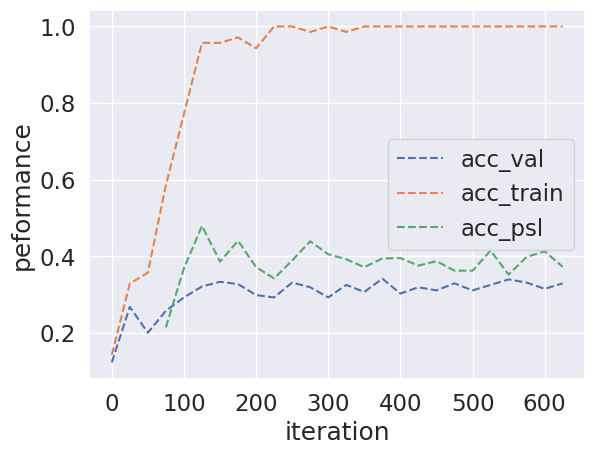 1.0
0.8
0.6
0.4
0.2
peformance
acc_val
acc_train
acc_psl
0 100 200 300 400 500 600
iteration